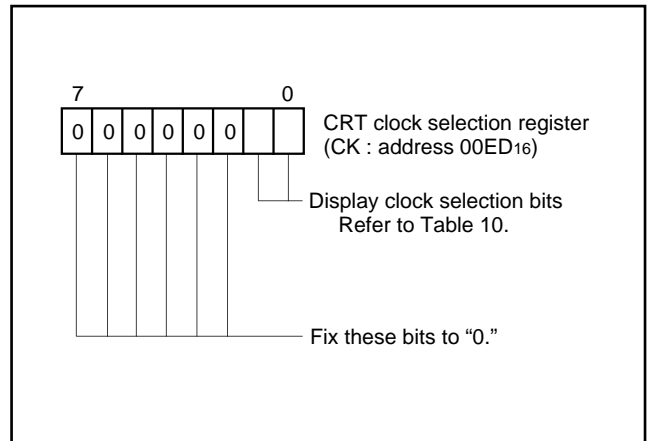 7 0
0 0 0 0 0 0
CRT clock selection register
(CK : address 00ED16)
Display clock selection bits
Refer to Table 10.
Fix these bits to “0.”